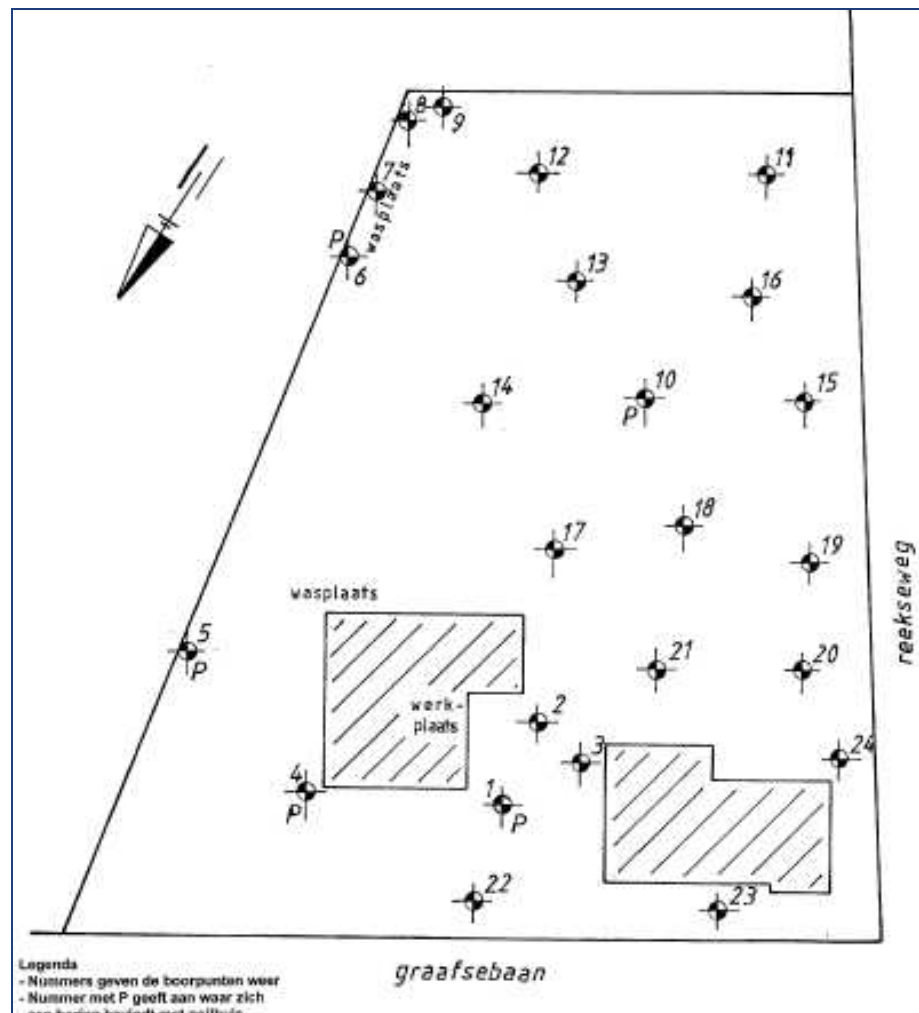 8
9
7
wasplaats
12
11
P
6
13
16
14
10
P
15
17
18
19
wasplaats
5
P
21
20
reekseweg
werk-
plaats
2
3
24
4
P
1
P
22
23
graafsebaan
Legenda
- Nummers geven de boorpunten weer
- Nummer met P geeft aan waar zich